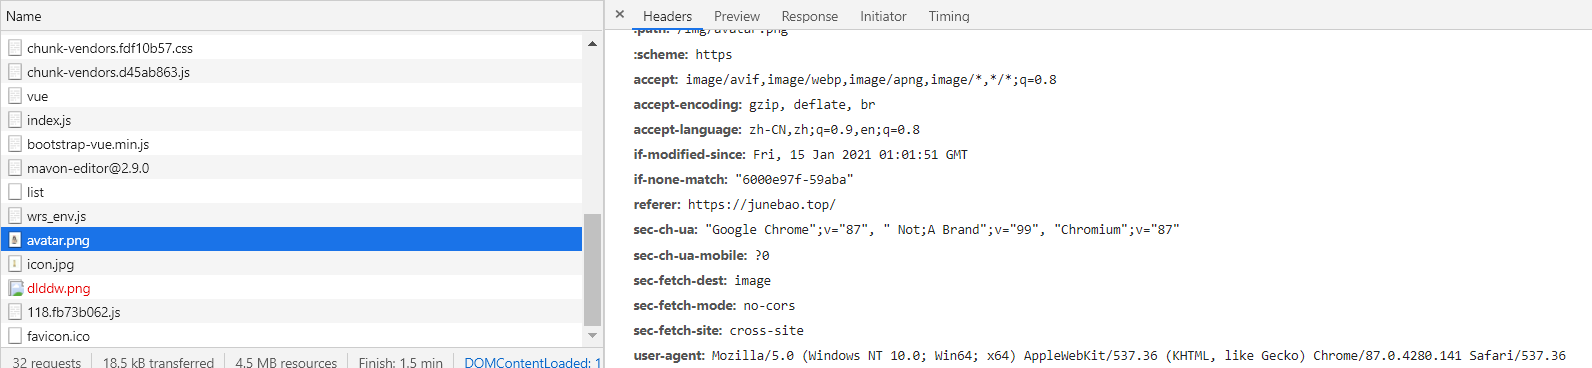 Name
chunk-vendors.fdf10b57.css
chunk-vendors.d45ab863.js
vue
index.js
bootstrap-vue.min.js
mavon-editor@2.9.0
list
wrs_env.js
avatar.png
icon.jpg
dlddw.png
118.fb73b062.js
favicon.ico
32 requests 18.5 kB transferred 4.5 MB resources Finish: 1.5 min DOMContentLoaded: 1
× Headers Preview Response Initiator Timing
:path: /img/avatar.png
:scheme: https
accept: image/avif,image/webp,image/apng,image/*,*/*;q=0.8
accept-encoding: gzip, deflate, br
accept-language: zh-CN,zh;q=0.9,en;q=0.8
if-modified-since: Fri, 15 Jan 2021 01:01:51 GMT
if-none-match: "6000e97f-59aba"
referer: https://junebao.top/
sec-ch-ua: "Google Chrome";v="87", " Not;A Brand";v="99", "Chromium";v="87"
sec-ch-ua-mobile: ?0
sec-fetch-dest: image
sec-fetch-mode: no-cors
sec-fetch-site: cross-site
user-agent: Mozilla/5.0 (Windows NT 10.0; Win64; x64) AppleWebKit/537.36 (KHTML, like Gecko) Chrome/87.0.4280.141 Safari/537.36